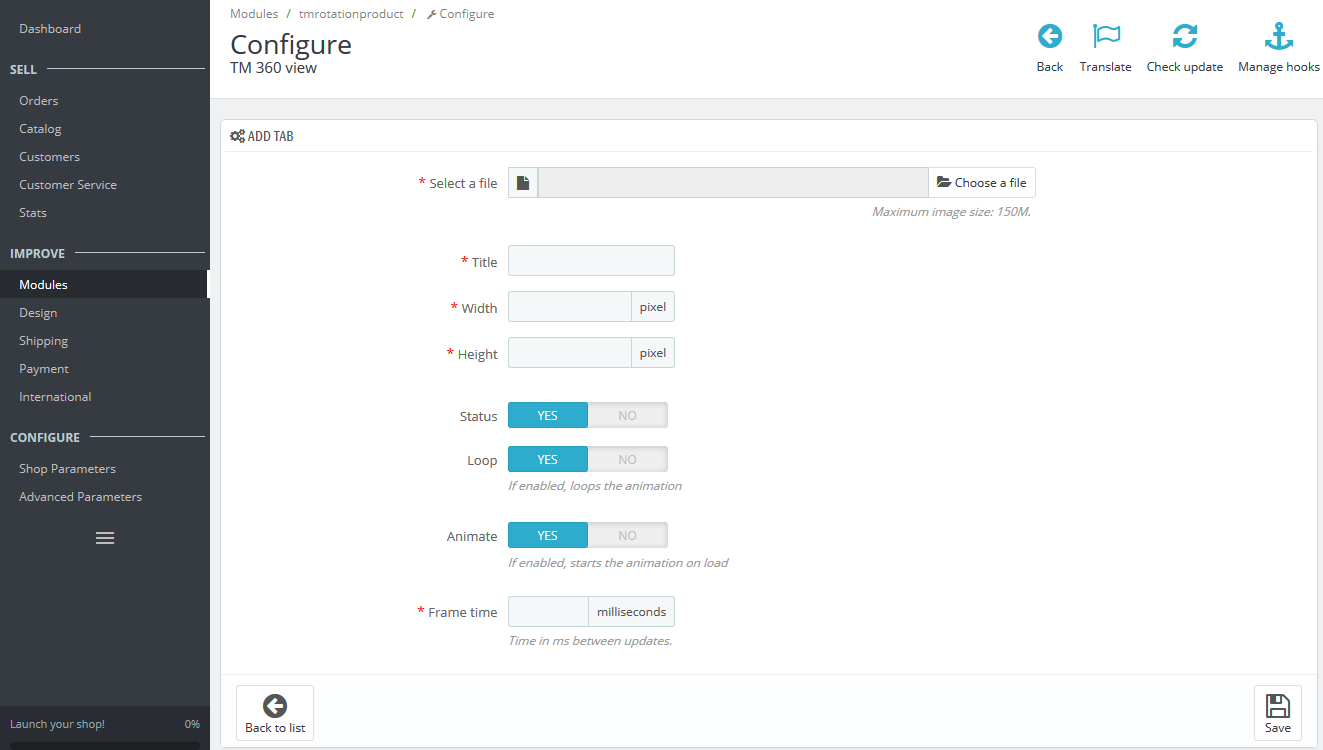 Dashboard
SELL
Orders
Catalog
Customers
Customer Service
Stats
IMPROVE
Modules
Design
Shipping
Payment
International
CONFIGURE
Shop Parameters
Advanced Parameters
Launch your shop! 0%
Modules / tmrotationproduct / Configure
Configure
TM 360 view
Back Translate Check update Manage hooks
ADD TAB
* Select a file Choose a file
Maximum image size: 150M.
* Title
* Width pixel
* Height pixel
Status YES NO
Loop YES NO
If enabled, loops the animation
Animate YES NO
If enabled, starts the animation on load
* Frame time milliseconds
Time in ms between updates.
Back to list Save